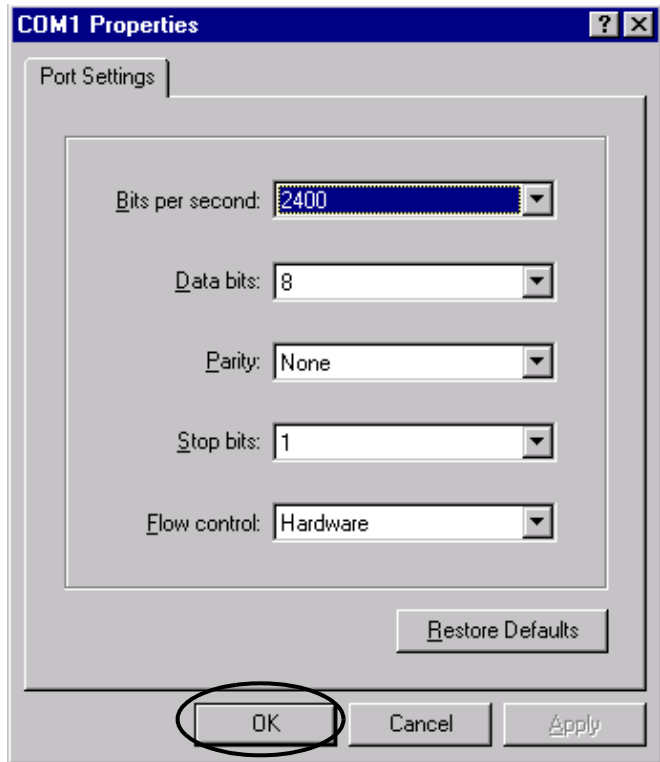 COM1 Properties
Port Settings
Bits per second: 2400
Data bits: 8
Parity: None
Stop bits: 1
Flow control: Hardware
Restore Defaults
OK Cancel Apply